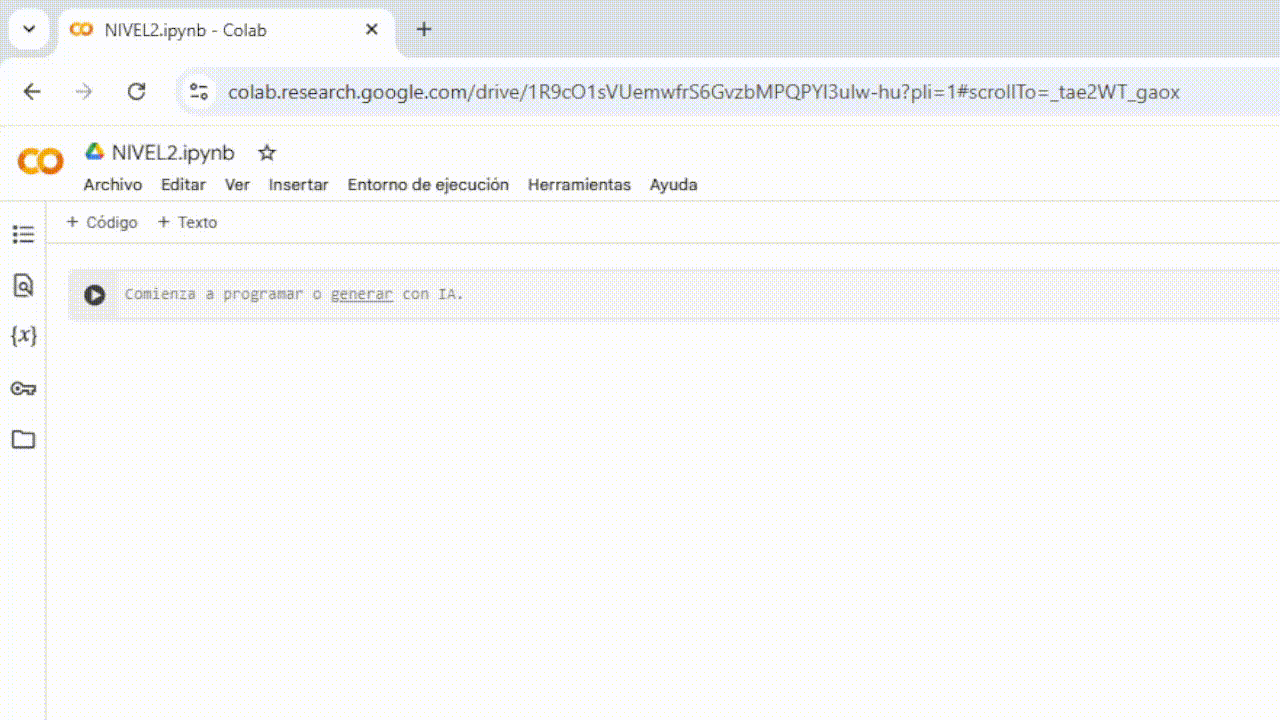 NIVEL2.ipynb - Colab
colab.research.google.com/drive/1R9cO1sVUemwfrS6GvzbMPQPYl3ulw-hu?pli=1#scrollTo=_tae2WT_gaox
CO NIVEL2.ipynb
Archivo Editar Ver Insertar Entorno de ejecución Herramientas Ayuda
+ Código + Texto
Comienza a programar o generar con IA.
{x}